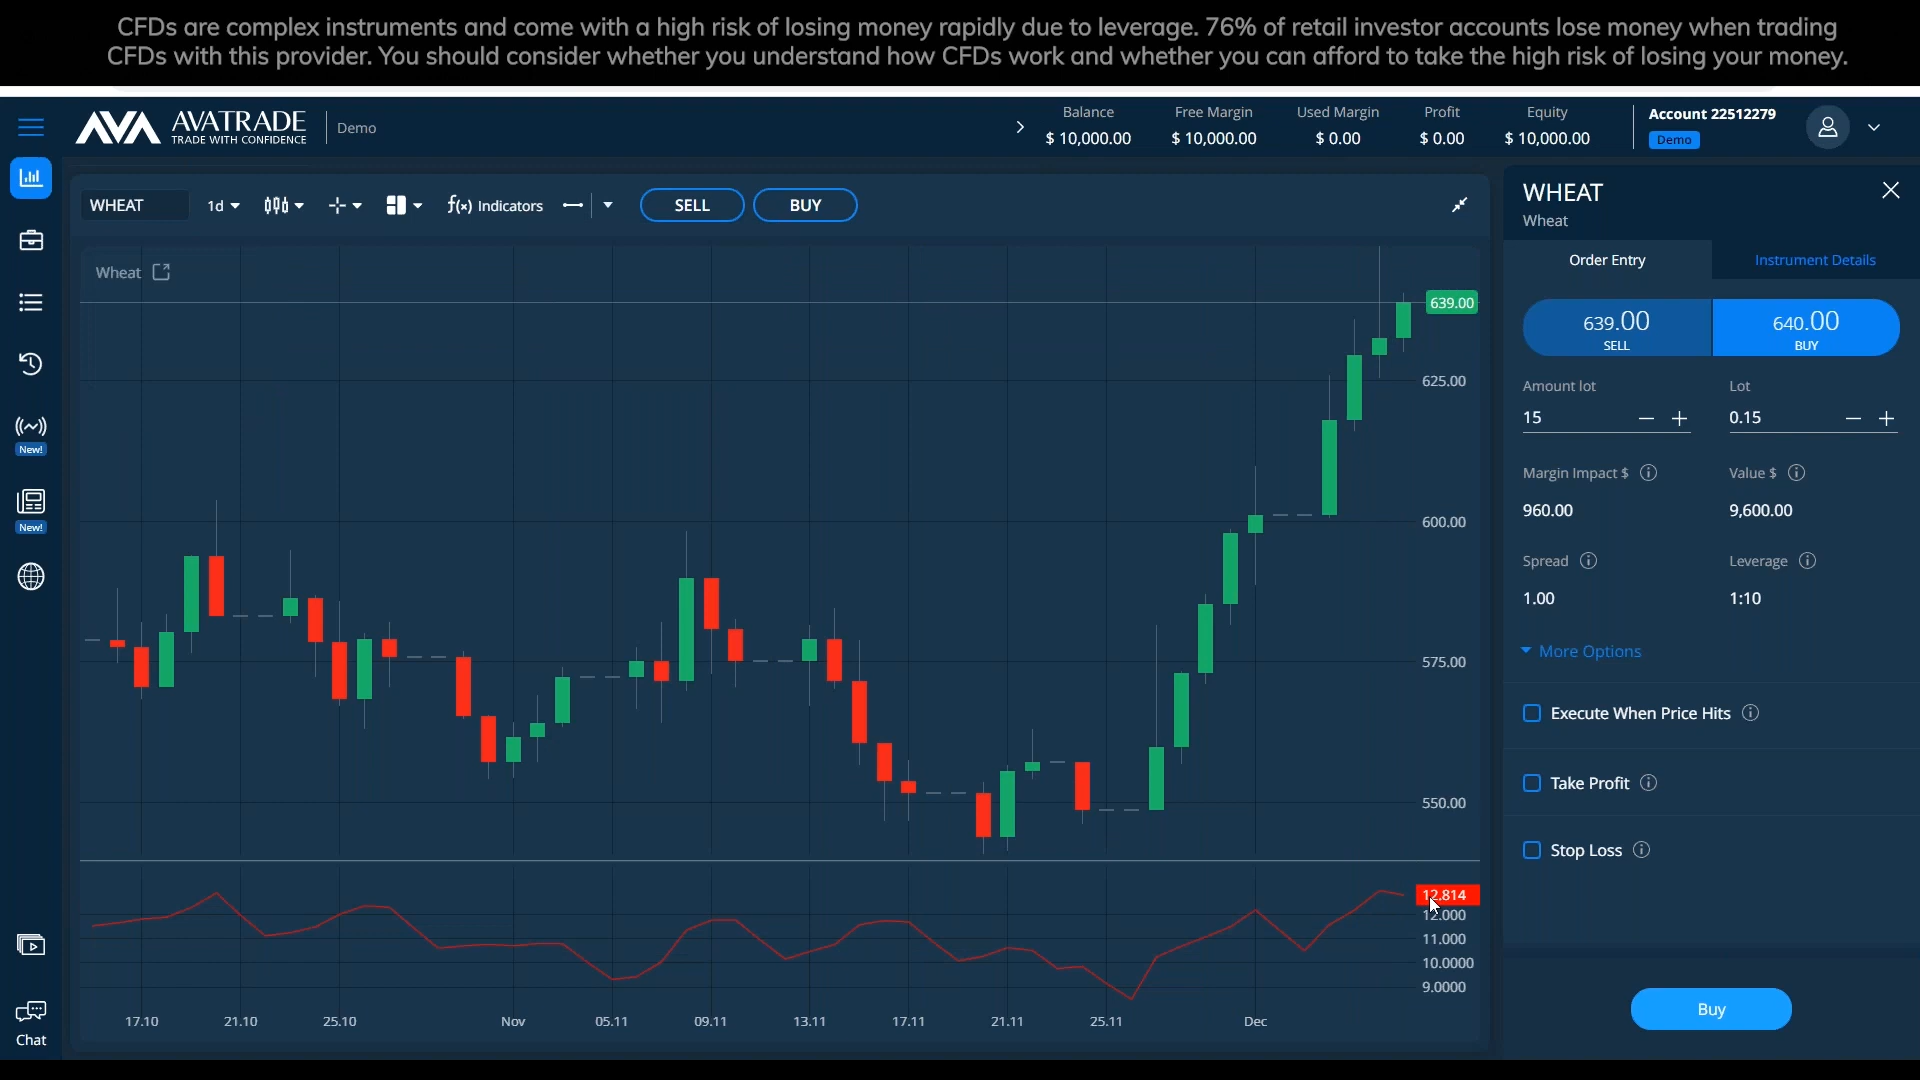 CFDs are complex instruments and come with a high risk of losing money rapidly due to leverage. 76% of retail investor accounts lose money when trading
CFDs with this provider. You should consider whether you understand how CFDs work and whether you can afford to take the high risk of losing your money.
AVA AVATRADE
TRADE WITH CONFIDENCE
Demo
Balance
$ 10,000.00
Free Margin
$ 10,000.00
Used Margin
$ 0.00
Profit
$ 0.00
Equity
$ 10,000.00
Account 22512279
Demo
WHEAT
1d
f(x) Indicators
SELL
BUY
Wheat
639.00
625.00
600.00
575.00
550.00
12,814
12.000
11.000
10.0000
9.0000
17.10
21.10
25.10
Nov
05.11
09.11
13.11
17.11
21.11
25.11
Dec
New!
New!
Chat
WHEAT
Wheat
Order Entry
Instrument Details
639.00
SELL
640.00
BUY
Amount lot
15
Lot
0.15
Margin Impact $
960.00
Value $
9,600.00
Spread
1.00
Leverage
1:10
More Options
Execute When Price Hits
Take Profit
Stop Loss
Buy